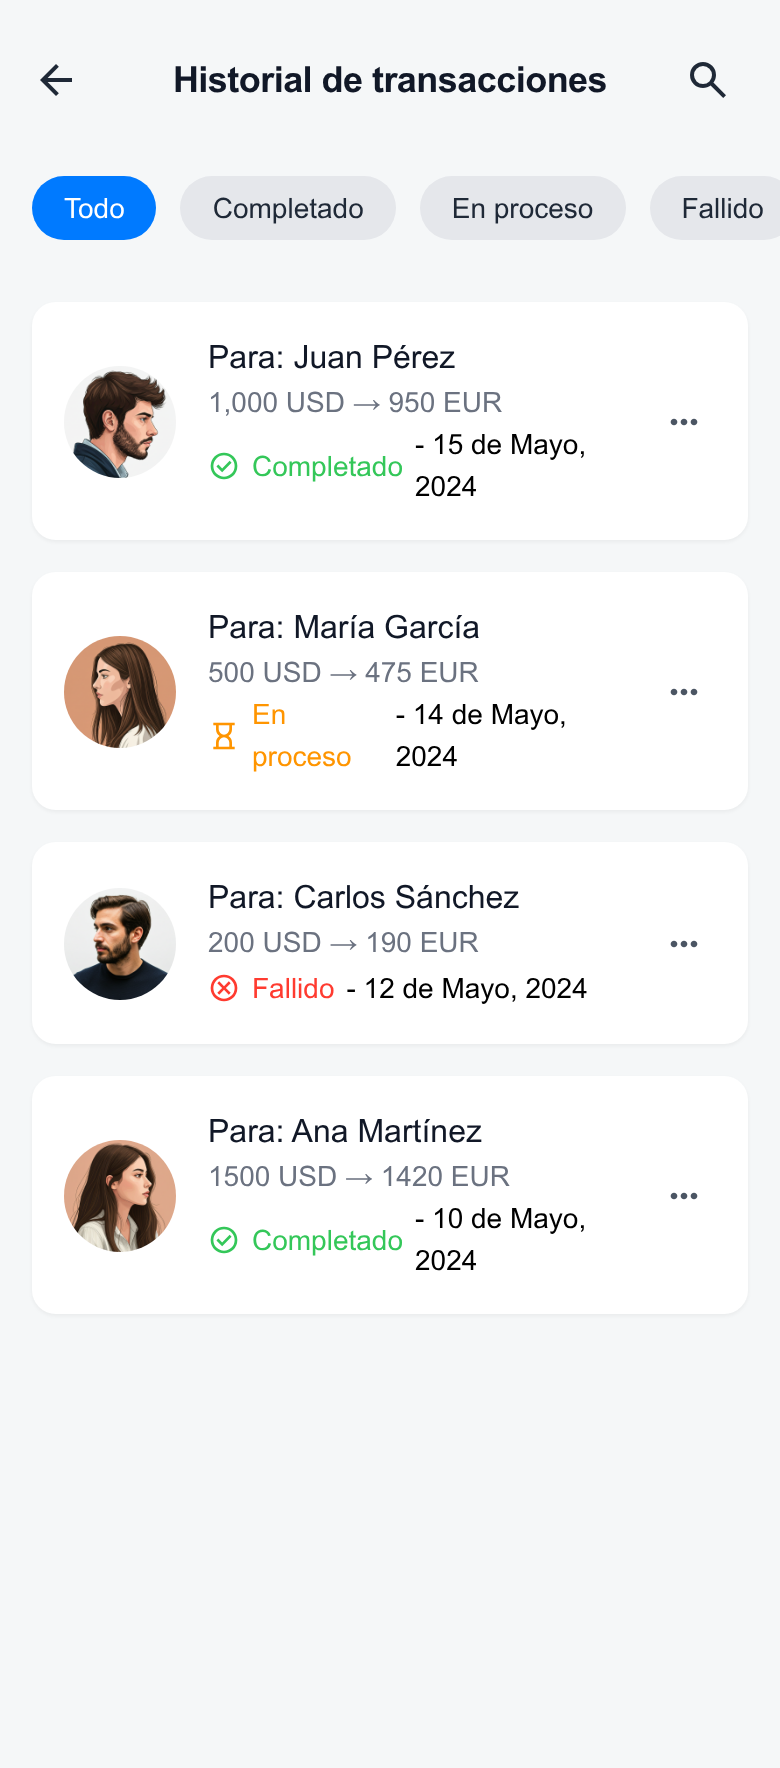 Historial de transacciones
Todo
Completado
En proceso
Fallido
Para: Juan Pérez
1,000 USD → 950 EUR
Completado
- 15 de Mayo,
2024
Para: María García
500 USD → 475 EUR
En
proceso
- 14 de Mayo,
2024
Para: Carlos Sánchez
200 USD → 190 EUR
Fallido - 12 de Mayo, 2024
Para: Ana Martínez
1500 USD → 1420 EUR
Completado
- 10 de Mayo,
2024